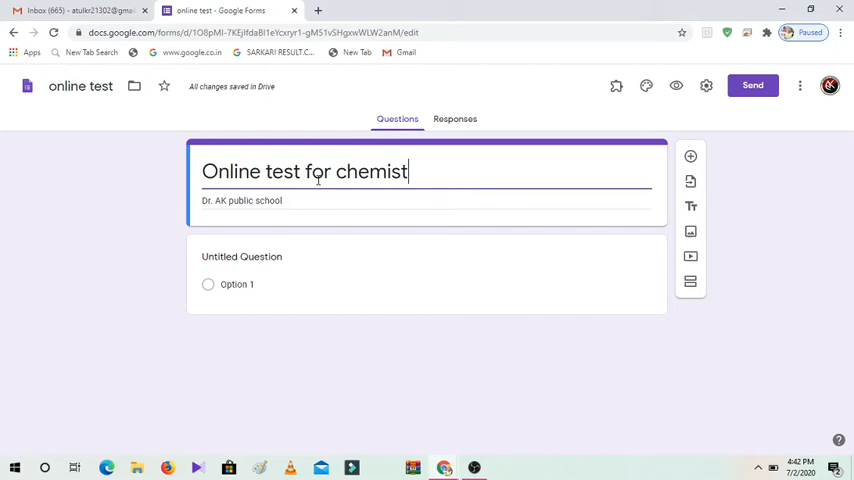 Inbox (665) - atulkr21302@gma
online test - Google Forms
docs.google.com/forms/d/1O8pMI-7KEjIfdaBI1eYcxryr1-gM51vSHgxwWLW2anM/edit
Paused
Apps
New Tab Search
www.google.co.in
SARKARI RESULT.C...
New Tab
Gmail
online test
All changes saved in Drive
Send
Questions
Responses
Online test for chemist
Dr. AK public school
Untitled Question
Option 1
4:42 PM
7/2/2020